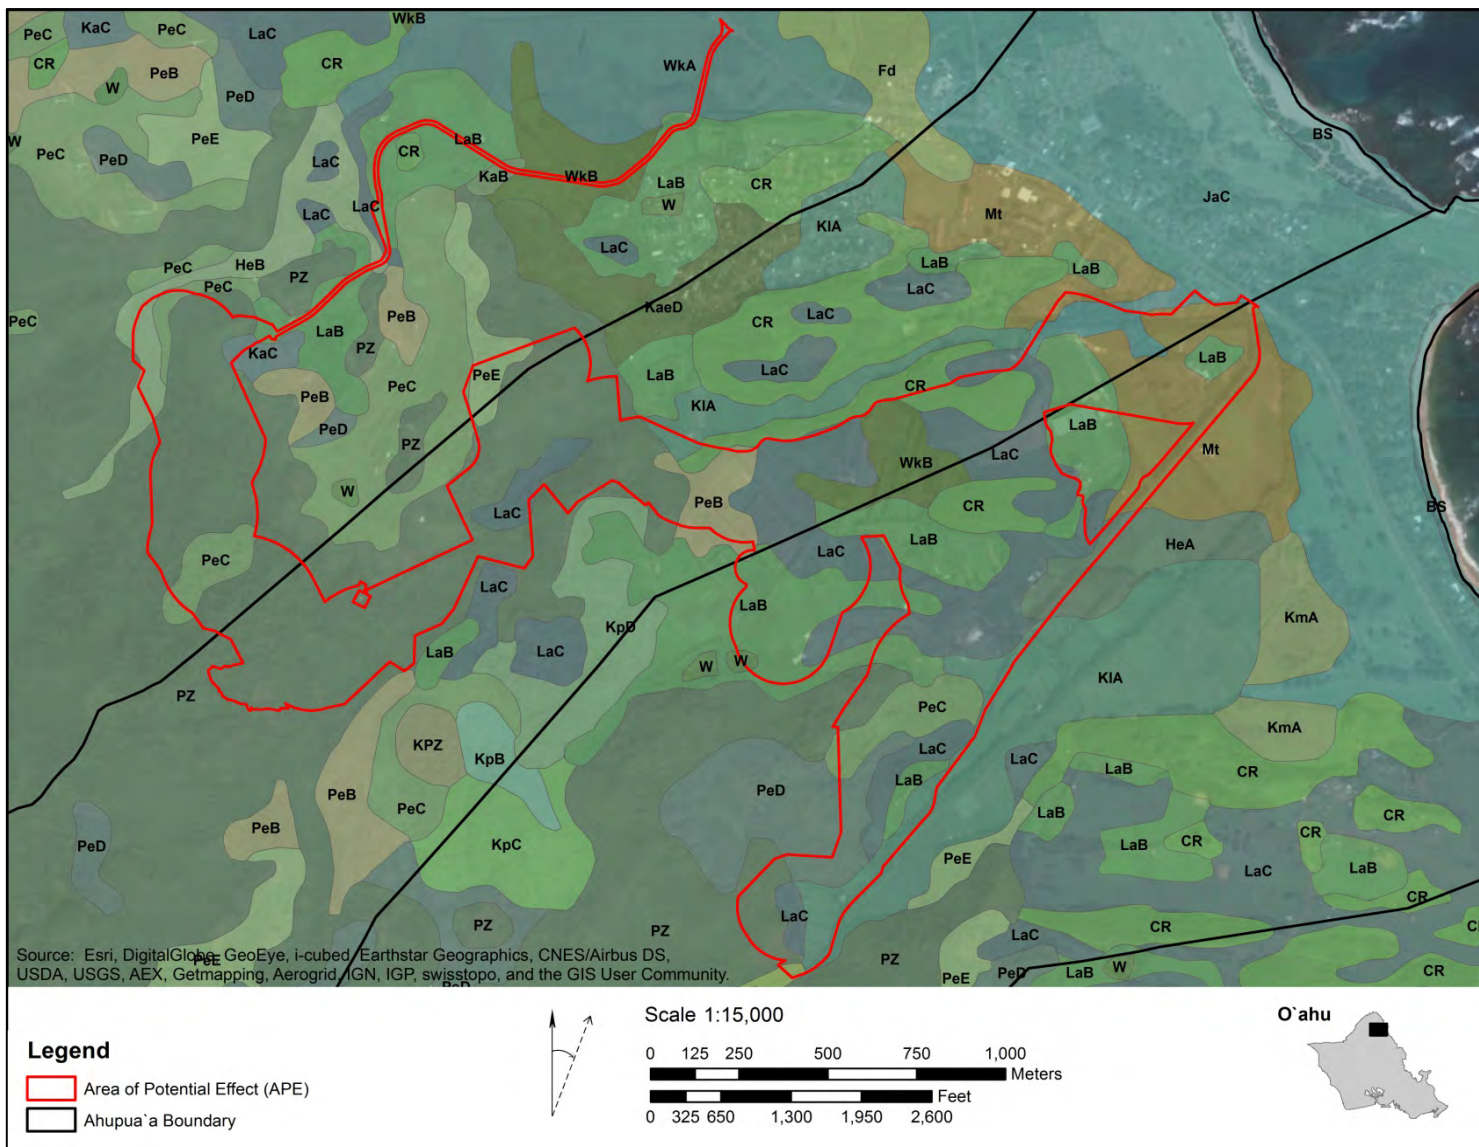 WkB
PeC
KaC
PeC
LaC
CR
WkA
Fd
CR
PeB
W
PeD
BS
W
PeC
PeD
PeE
LaC
CR
LaB
KaB
WkB
LaB
W
CR
LaC
LaC
Mt
JaC
KlA
LaC
PeC
HeB
PZ
PeC
LaB
LaB
LaC
KaeD
PeC
LaB
PeB
CR
LaC
KaC
PZ
LaB
PeE
LaB
LaC
CR
PeB
PeC
KlA
PeD
PZ
LaB
Mt
W
WkB
LaC
PeB
CR
BS
LaC
PeC
LaC
LaB
HeA
LaC
LaB
KpD
KmA
LaB
LaC
W
W
KlA
PZ
PeC
KPZ
KpB
LaC
LaC
LaB
KmA
CR
PeD
LaB
PeB
PeC
LaB
CR
PeB
PeD
KpC
LaB
CR
CR
PeE
LaC
LaB
CR
PZ
LaC
CR
PZ
LaC
PZ
PeE
PeD
LaB
W
CR
PeE
Source: Esri, DigitalGlobe, GeoEye, i-cubed, Earthstar Geographics, CNES/Airbus DS,
USDA, USGS, AEX, Getmapping, Aerogrid, IGN, IGP, swisstopo, and the GIS User Community.
Legend
Area of Potential Effect (APE)
Ahupua`a Boundary
Scale 1:15,000
0 125 250 500 750 1,000
Meters
Feet
0 325 650 1,300 1,950 2,600
O`ahu